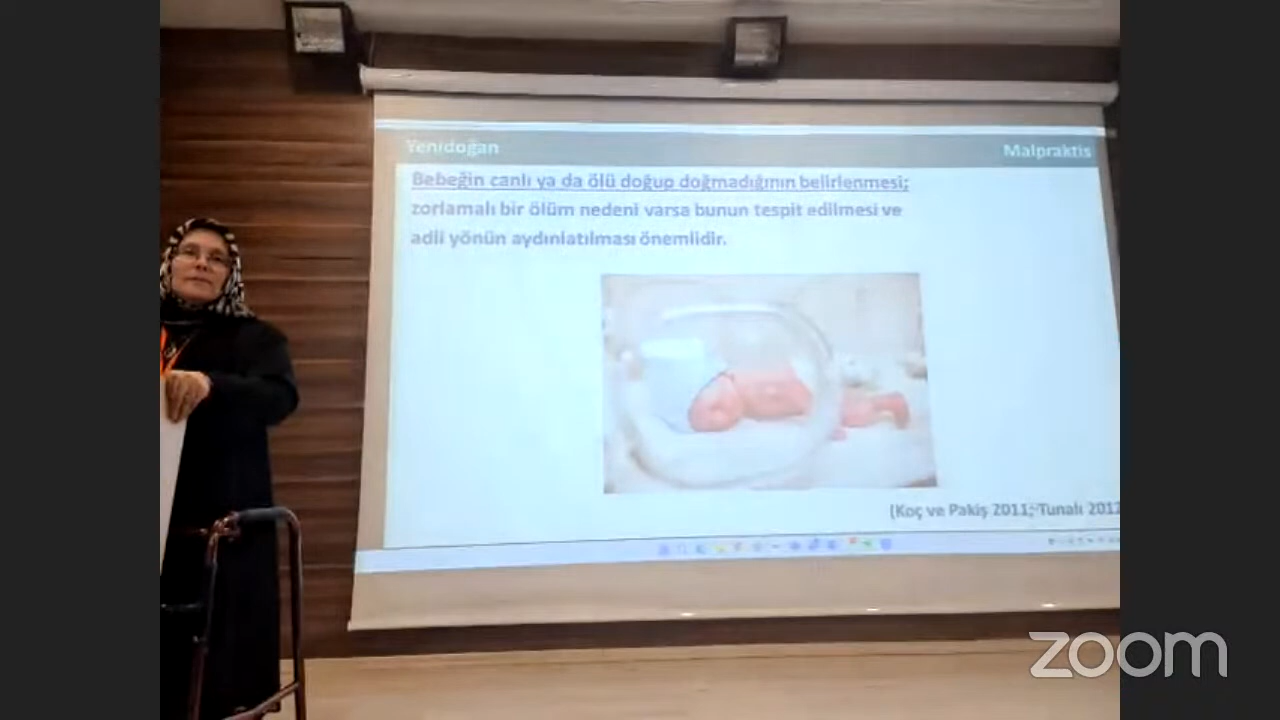 Yenidoğan
Malpraktis
Bebeğin canlı ya da ölü doğup doğmadığının belirlenmesi;
zorlamalı bir ölüm nedeni varsa bunun tespit edilmesi ve
adli yönün aydınlatılması önemlidir.
(Koç ve Pakiş 2011; Tunalı 2012
zoom